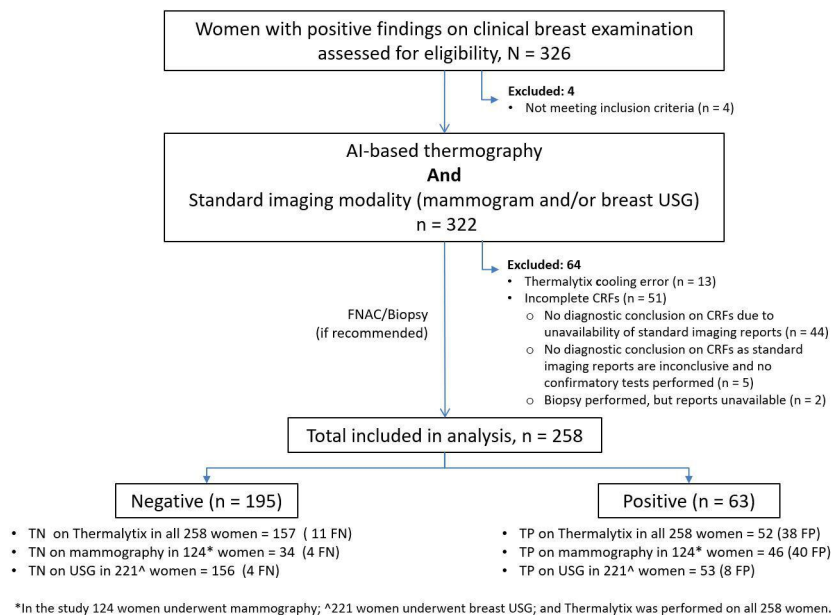 Women with positive findings on clinical breast examination
assessed for eligibility, N = 326
Excluded: 4
• Not meeting inclusion criteria (n = 4)
AI-based thermography
And
Standard imaging modality (mammogram and/or breast USG)
n = 322
Excluded: 64
• Thermalytix cooling error (n = 13)
• Incomplete CRFs (n = 51)
o No diagnostic conclusion on CRFs due to
unavailability of standard imaging reports (n = 44)
o No diagnostic conclusion on CRFs as standard
imaging reports are inconclusive and no
confirmatory tests performed (n = 5)
o Biopsy performed, but reports unavailable (n = 2)
FNAC/Biopsy
(if recommended)
Total included in analysis, n = 258
Negative (n = 195)
• TN on Thermalytix in all 258 women = 157 ( 11 FN)
• TN on mammography in 124* women = 34 (4 FN)
• TN on USG in 221^ women = 156 (4 FN)
Positive (n = 63)
• TP on Thermalytix in all 258 women = 52 (38 FP)
• TP on mammography in 124* women = 46 (40 FP)
• TP on USG in 221^ women = 53 (8 FP)
*In the study 124 women underwent mammography; ^221 women underwent breast USG; and Thermalytix was performed on all 258 women.